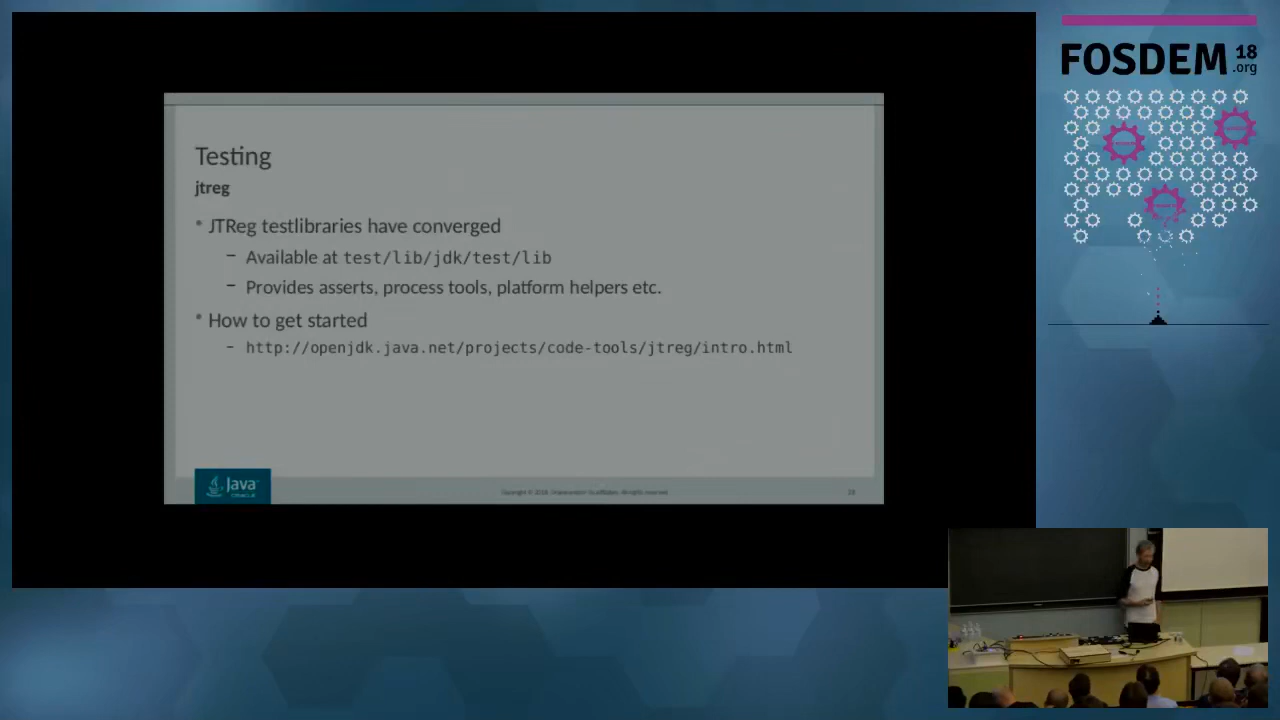 FOSDEM 18
.org
Testing
jtreg
• JTReg testlibraries have converged
– Available at test/lib/jdk/test/lib
– Provides asserts, process tools, platform helpers etc.
• How to get started
– http://openjdk.java.net/projects/code-tools/jtreg/intro.html
Java
ORACLE